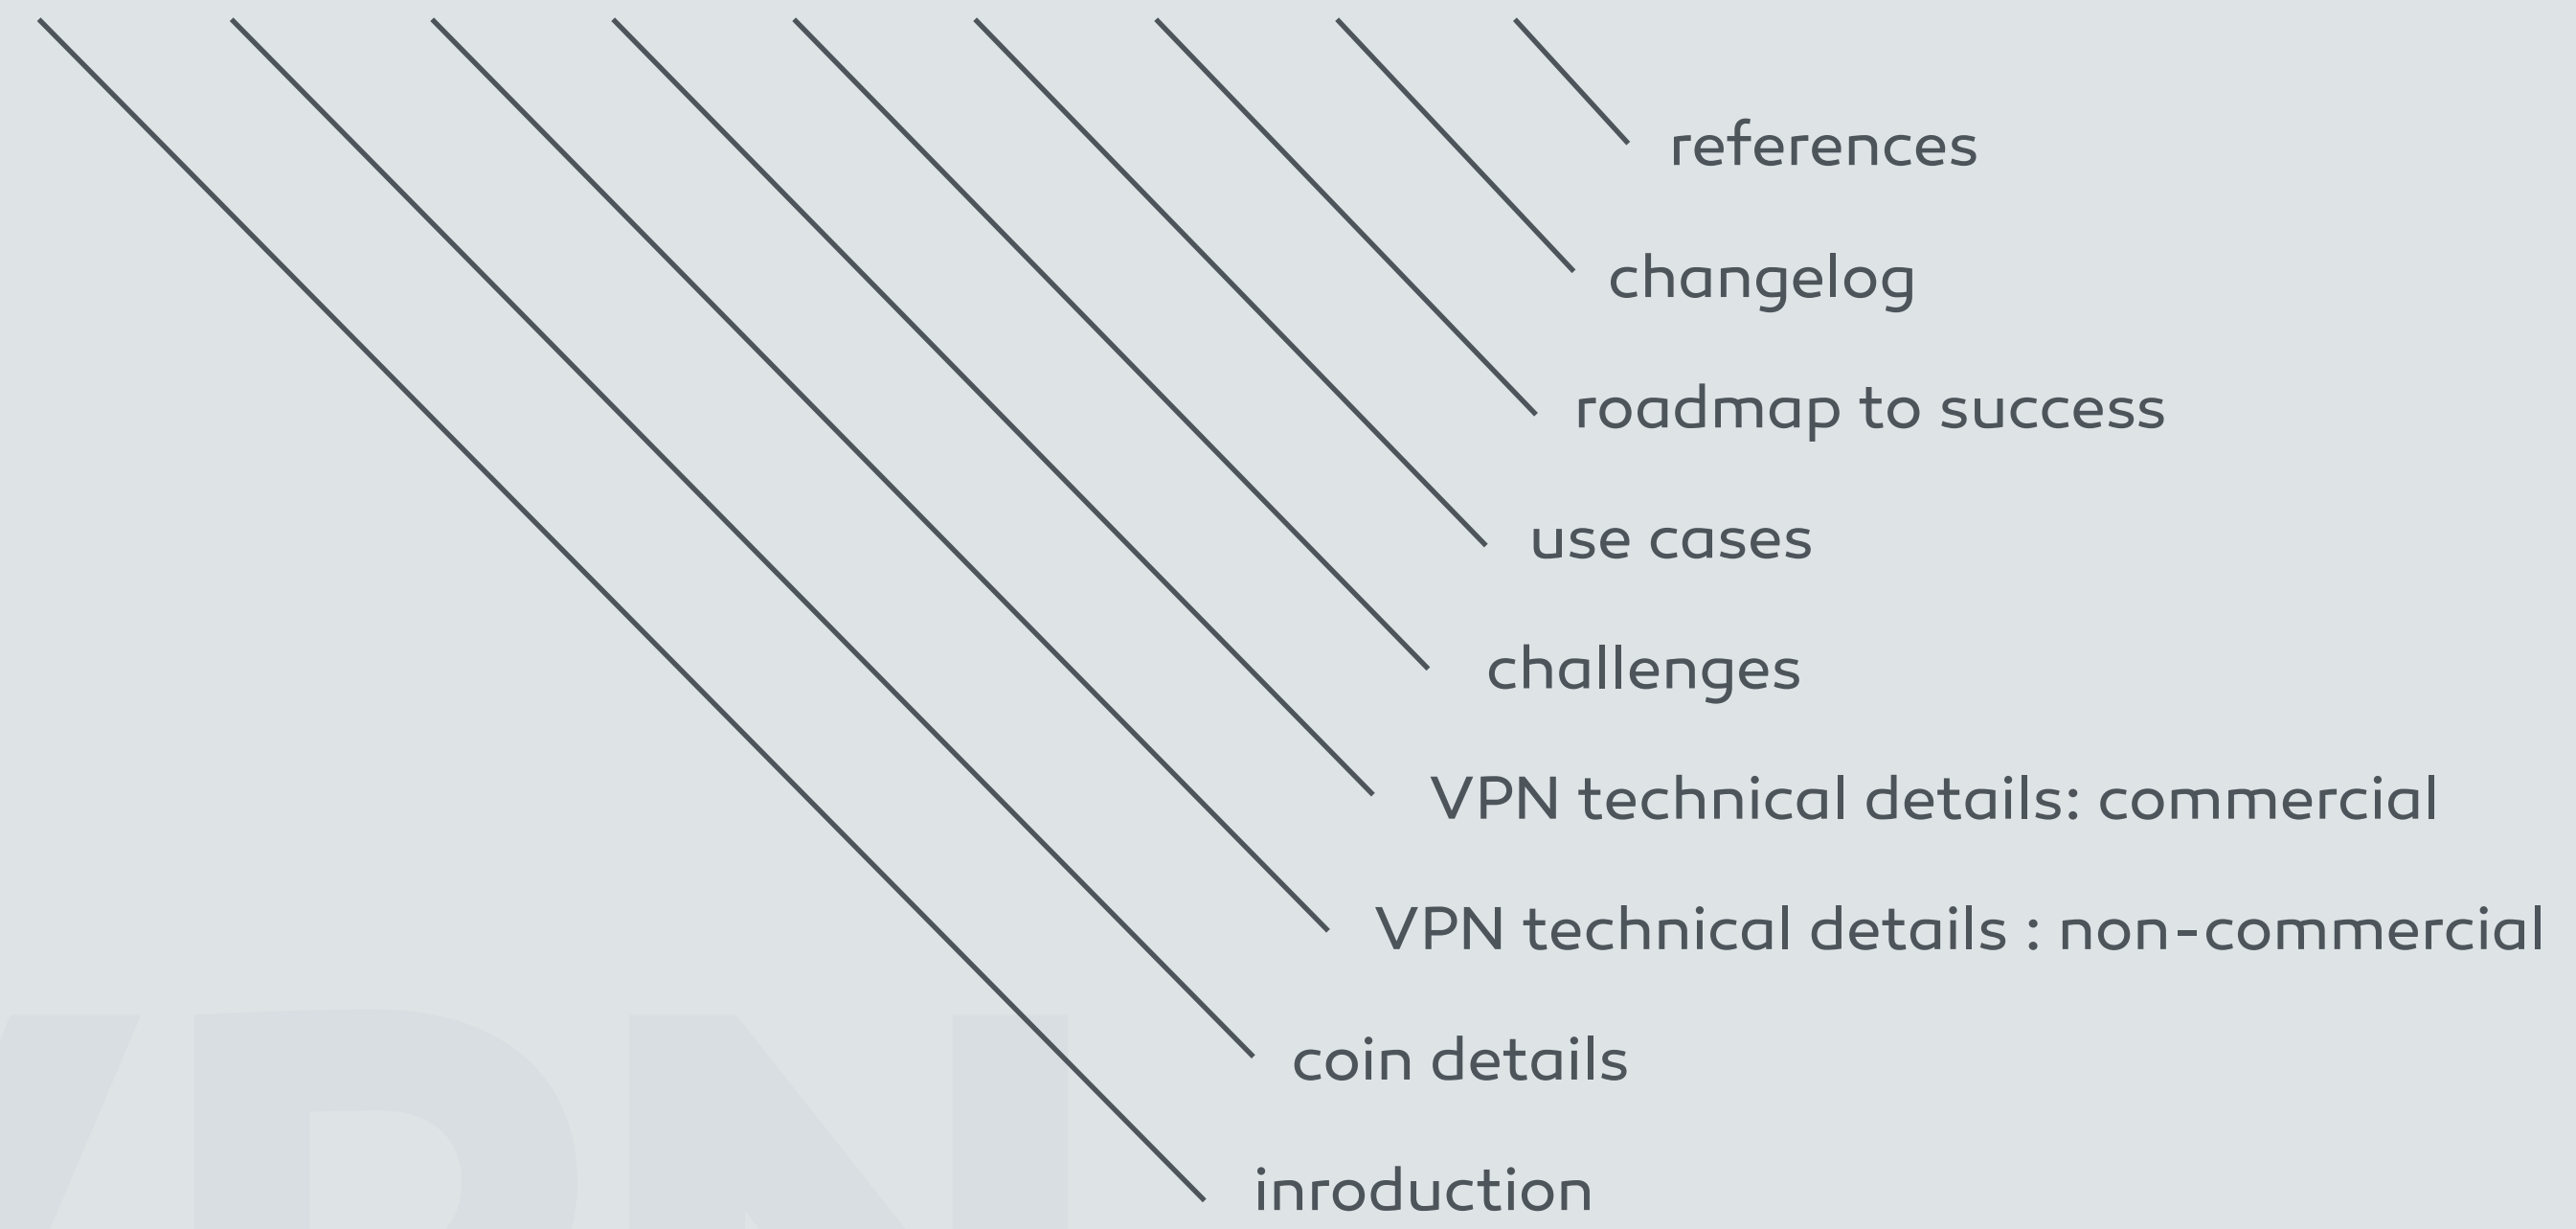 references
changelog
roadmap to success
use cases
challenges
VPN technical details: commercial
VPN technical details : non-commercial
coin details
inroduction
VPN